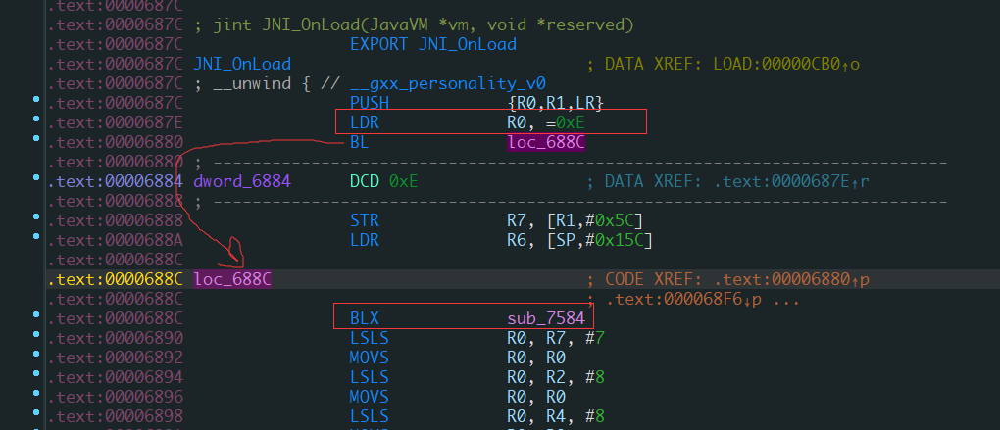 .text:0000687C
.text:0000687C ; jint JNI_OnLoad(JavaVM *vm, void *reserved)
.text:0000687C EXPORT JNI_OnLoad
.text:0000687C JNI_OnLoad ; DATA XREF: LOAD:00000CB0↑o
.text:0000687C ; __unwind { // __gxx_personality_v0
.text:0000687C PUSH {R0,R1,LR}
.text:0000687E LDR R0, =0xE
.text:00006880 BL loc_688C
.text:00006880 ; ---------------------------------------------------------------------------
.text:00006884 dword_6884 DCD 0xE ; DATA XREF: .text:0000687E↑r
.text:00006888 ; ---------------------------------------------------------------------------
.text:00006888 STR R7, [R1,#0x5C]
.text:0000688A LDR R6, [SP,#0x15C]
.text:0000688C
.text:0000688C loc_688C ; CODE XREF: .text:00006880↑p
.text:0000688C ; .text:000068F6↓p ...
.text:0000688C BLX sub_7584
.text:00006890 LSLS R0, R7, #7
.text:00006892 MOVS R0, R0
.text:00006894 LSLS R0, R2, #8
.text:00006896 MOVS R0, R0
.text:00006898 LSLS R0, R4, #8